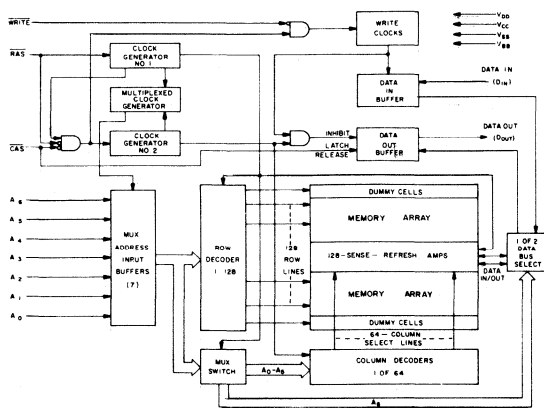 WRITE
RAS
CAS
CLOCK
GENERATOR
NO. 1
MULTIPLEXED
CLOCK
GENERATOR
CLOCK
GENERATOR
NO 2
WRITE
CLOCKS
VDD
VCC
VSS
VBB
DATA IN
(DIN)
DATA
IN
BUFFER
INHIBIT
LATCH
RELEASE
DATA
OUT
BUFFER
DATA OUT
(DOUT)
A6
A5
A4
A3
A2
A1
A0
MUX
ADDRESS
INPUT
BUFFERS
(7)
ROW
DECODER
1 128
128
ROW
LINES
DUMMY CELLS
MEMORY ARRAY
128-SENSE-REFRESH AMPS
MEMORY ARRAY
DUMMY CELLS
DATA
IN/OUT
1 OF 2
DATA
BUS
SELECT
64-COLUMN
SELECT LINES
MUX
SWITCH
COLUMN DECODERS
1 OF 64